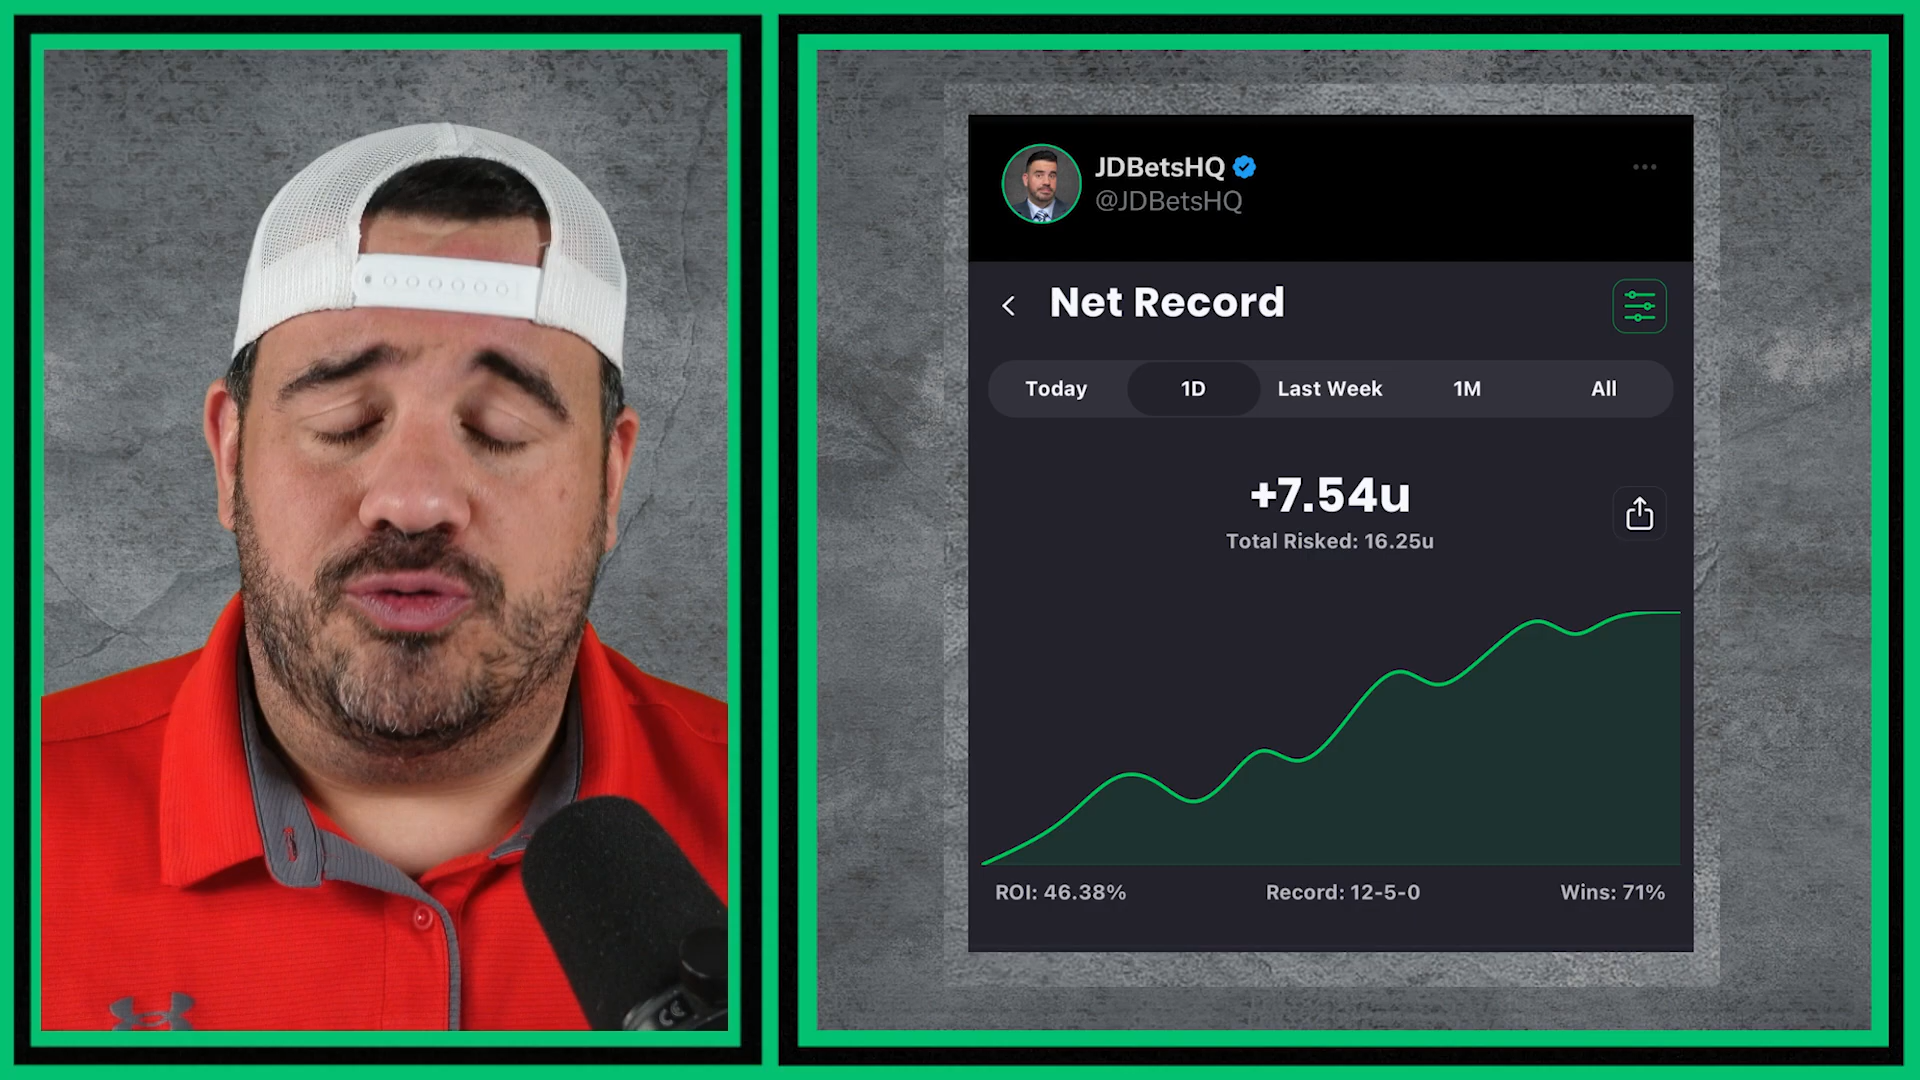 JDBetsHQ
@JDBetsHQ
Net Record
Today 1D Last Week 1M All
+7.54u
Total Risked: 16.25u
ROI: 46.38% Record: 12-5-0 Wins: 71%
CE